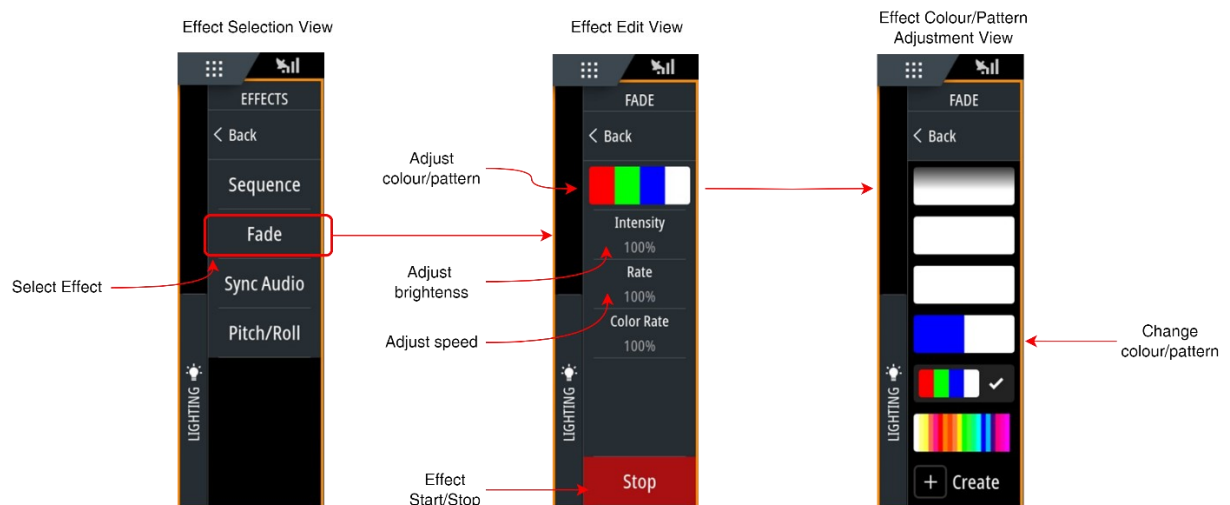 Effect Selection View
EFFECTS
< Back
Sequence
Fade
Sync Audio
Pitch/Roll
LIGHTING
Select Effect
Effect Edit View
FADE
< Back
Adjust
colour/pattern
Intensity
100%
Adjust
brightenss
Rate
100%
Adjust speed
Color Rate
100%
LIGHTING
Effect
Start/Stop
Stop
Effect Colour/Pattern
Adjustment View
FADE
< Back
Change
colour/pattern
LIGHTING
+ Create